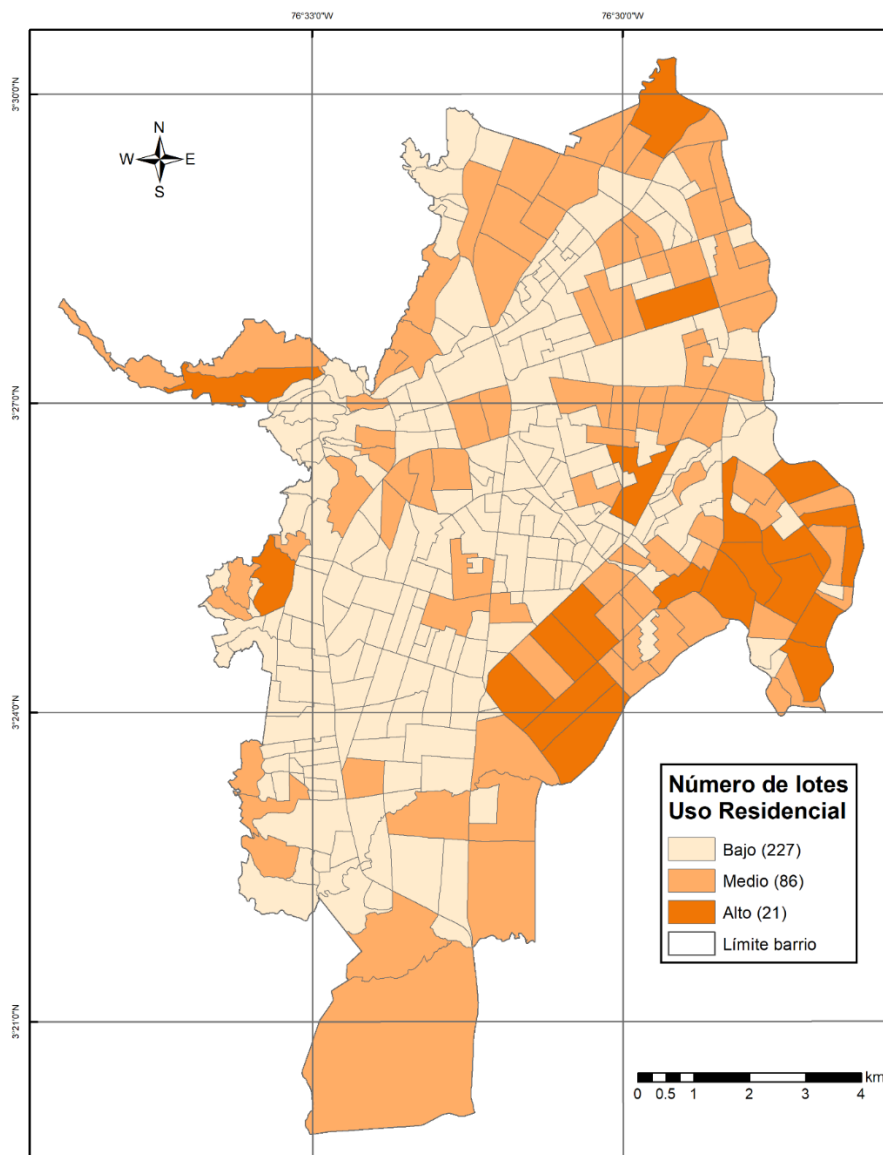 76°33'0"W
76°30'0"W
3°30'0"N
N
W E
S
3°27'0"N
3°24'0"N
Número de lotes
Uso Residencial
Bajo (227)
Medio (86)
Alto (21)
Límite barrio
3°21'0"N
km
0 0.5 1 2 3 4